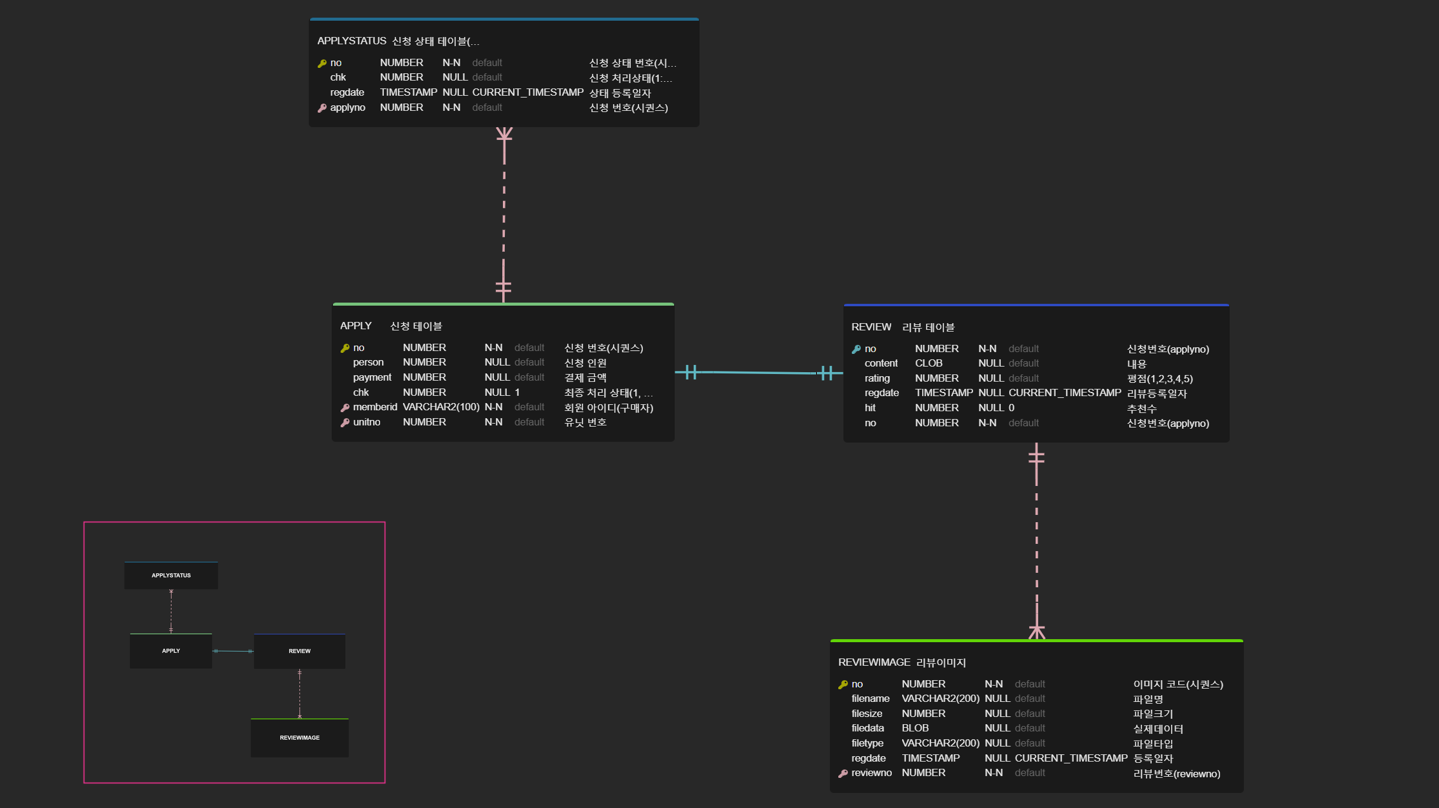 APPLYSTATUS 신청 상태 테이블(...
no NUMBER N-N default 신청 상태 번호(시...
chk NUMBER NULL default 신청 처리상태(1:...
regdate TIMESTAMP NULL CURRENT_TIMESTAMP 상태 등록일자
applyno NUMBER N-N default 신청 번호(시퀀스)
APPLY 신청 테이블
no NUMBER N-N default 신청 번호(시퀀스)
person NUMBER NULL default 신청 인원
payment NUMBER NULL default 결제 금액
chk NUMBER NULL 1 최종 처리 상태(1, ...
memberid VARCHAR2(100) N-N default 회원 아이디(구매자)
unitno NUMBER N-N default 유닛 번호
REVIEW 리뷰 테이블
no NUMBER N-N default 신청번호(applyno)
content CLOB NULL default 내용
rating NUMBER NULL default 평점(1,2,3,4,5)
regdate TIMESTAMP NULL CURRENT_TIMESTAMP 리뷰등록일자
hit NUMBER NULL 0 추천수
no NUMBER N-N default 신청번호(applyno)
REVIEWIMAGE 리뷰이미지
no NUMBER N-N default 이미지 코드(시퀀스)
filename VARCHAR2(200) NULL default 파일명
filesize NUMBER NULL default 파일크기
filedata BLOB NULL default 실제데이터
filetype VARCHAR2(200) NULL default 파일타입
regdate TIMESTAMP NULL CURRENT_TIMESTAMP 등록일자
reviewno NUMBER N-N default 리뷰번호(reviewno)
APPLYSTATUS
APPLY
REVIEW
REVIEWIMAGE